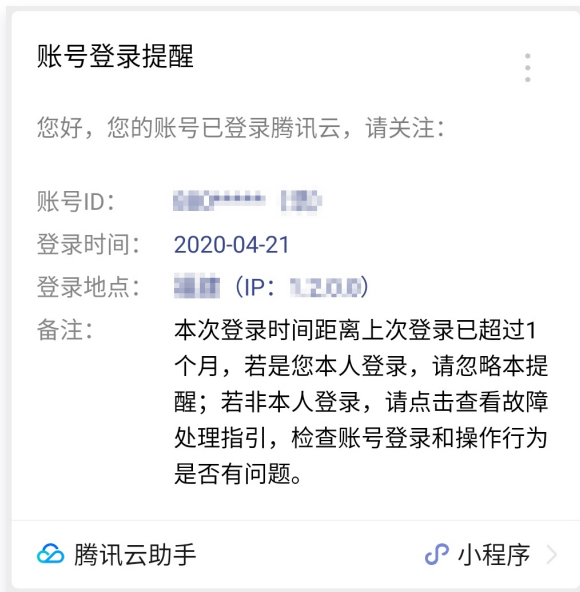 账号登录提醒
您好，您的账号已登录腾讯云，请关注：
账号ID：
登录时间： 2020-04-21
登录地点： （IP： ）
备注： 本次登录时间距离上次登录已超过1
个月，若是您本人登录，请忽略本提
醒；若非本人登录，请点击查看故障
处理指引，检查账号登录和操作行为
是否有问题。
腾讯云助手 小程序